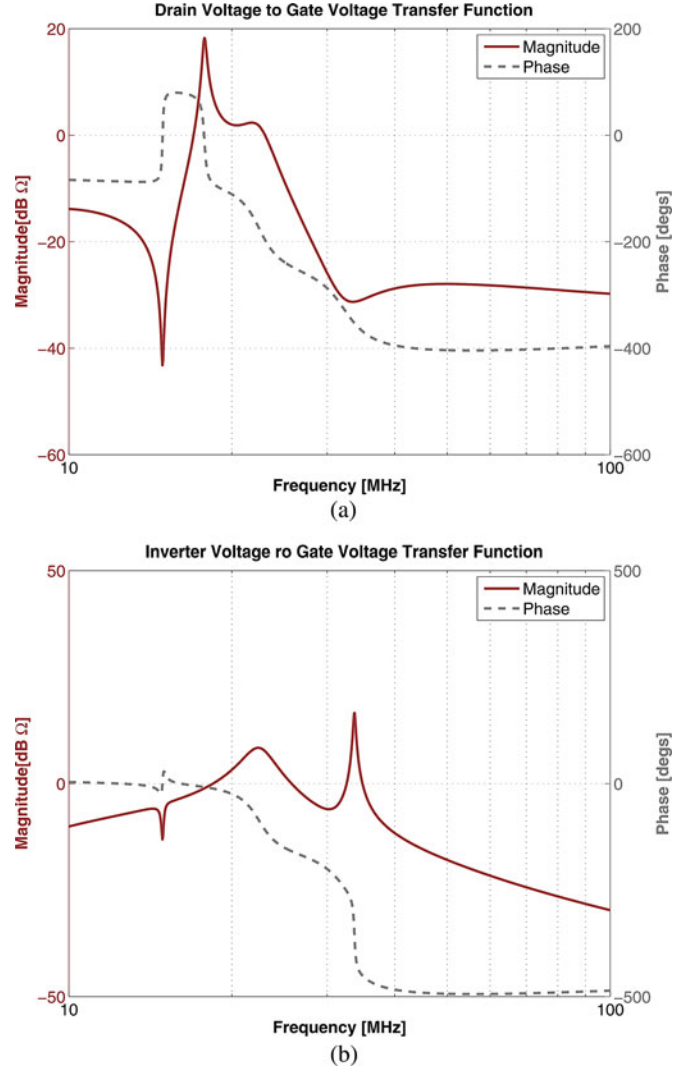 Drain Voltage to Gate Voltage Transfer Function
Magnitude
Phase
20
0
−20
−40
−60
200
0
−200
−400
−600
Magnitude[dB Ω]
Phase [degs]
10
100
Frequency [MHz]
(a)
Inverter Voltage ro Gate Voltage Transfer Function
Magnitude
Phase
50
0
−50
500
0
−500
Magnitude[dB Ω]
Phase [degs]
10
100
Frequency [MHz]
(b)